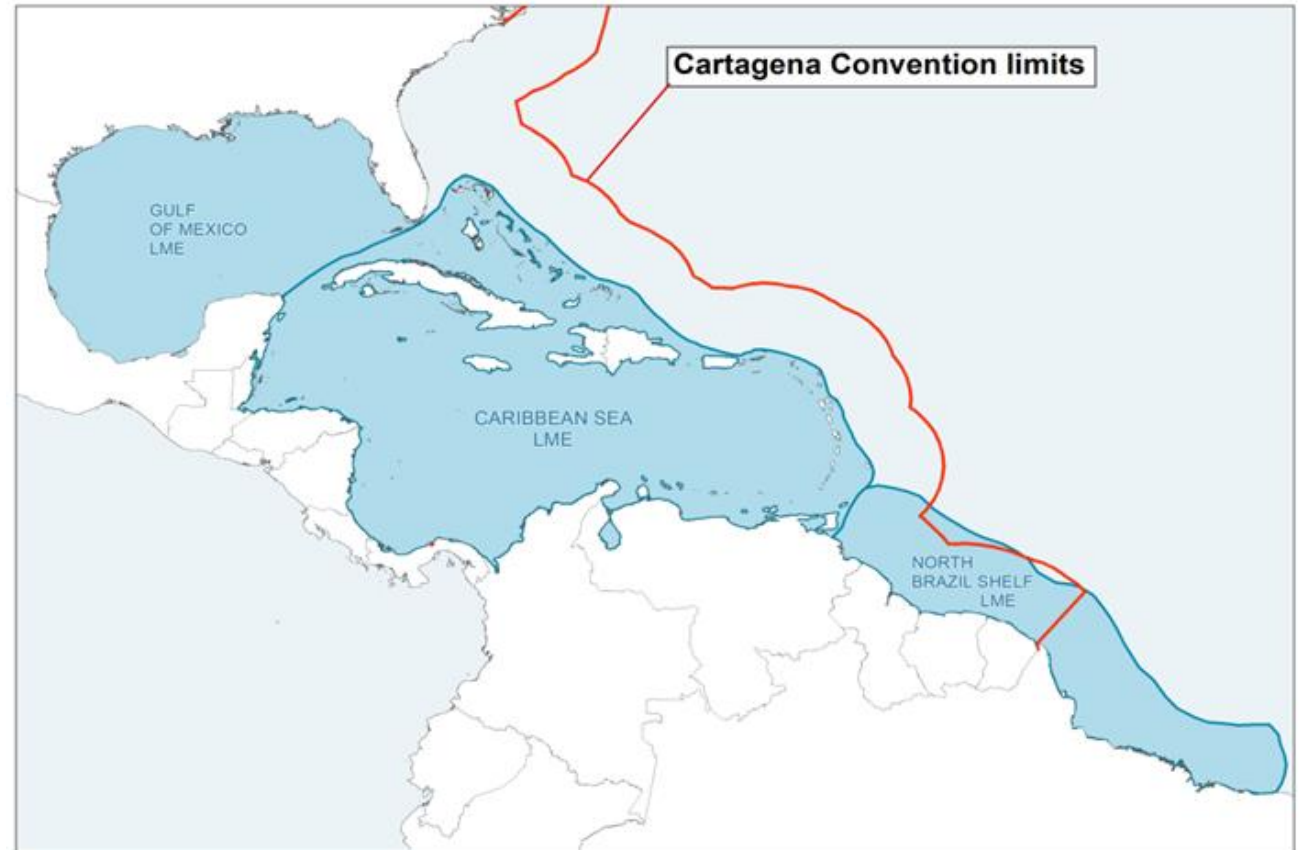 Cartagena Convention limits
GULF
OF MEXICO
LME
CARIBBEAN SEA
LME
NORTH
BRAZIL SHELF
LME